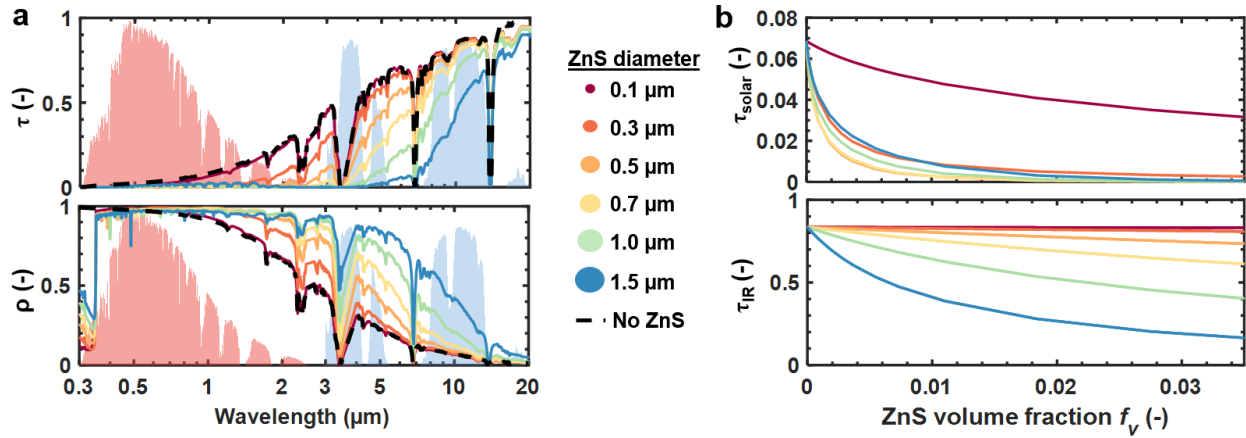 a
τ (-)
1
0.5
0
ρ (-)
1
0.5
0
0.3
0.5
1
2
3
5
10
20
Wavelength (µm)
ZnS diameter
0.1 µm
0.3 µm
0.5 µm
0.7 µm
1.0 µm
1.5 µm
No ZnS
b
τsolar (-)
0.08
0.06
0.04
0.02
0
τIR (-)
1
0.5
0
0
0.01
0.02
0.03
ZnS volume fraction fv (-)